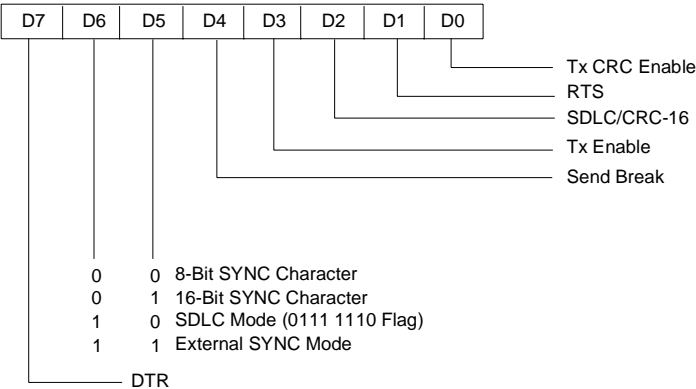 D7 D6 D5 D4 D3 D2 D1 D0
Tx CRC Enable
RTS
SDLC/CRC-16
Tx Enable
Send Break
0 0 8-Bit SYNC Character
0 1 16-Bit SYNC Character
1 0 SDLC Mode (0111 1110 Flag)
1 1 External SYNC Mode
DTR